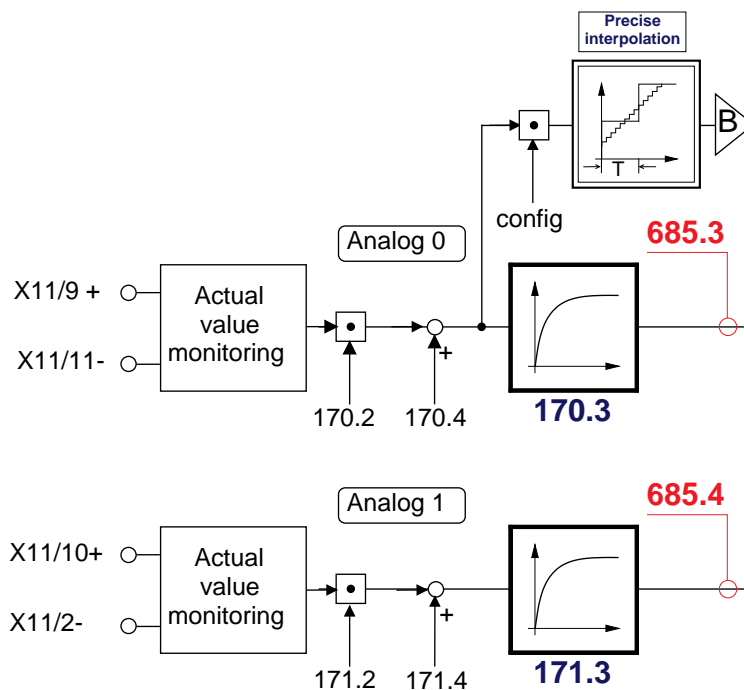 Precise
interpolation
B
T
config
Analog 0
685.3
X11/9 +
X11/11-
Actual
value
monitoring
+
170.2
170.4
170.3
Analog 1
685.4
X11/10+
X11/2-
Actual
value
monitoring
+
171.2
171.4
171.3